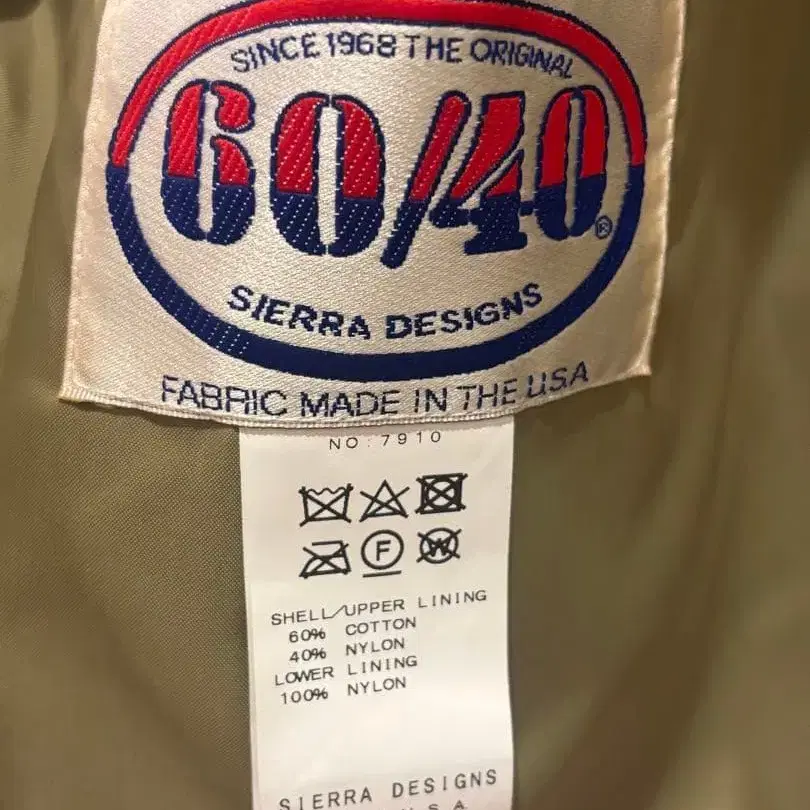 SINCE 1968 THE ORIGINAL
60/40®
SIERRA DESIGNS
FABRIC MADE IN THE U.S.A
NO:7910
F W
SHELL/UPPER LINING
60% COTTON
40% NYLON
LOWER LINING
100% NYLON
SIERRA DESIGNS
U.S.A